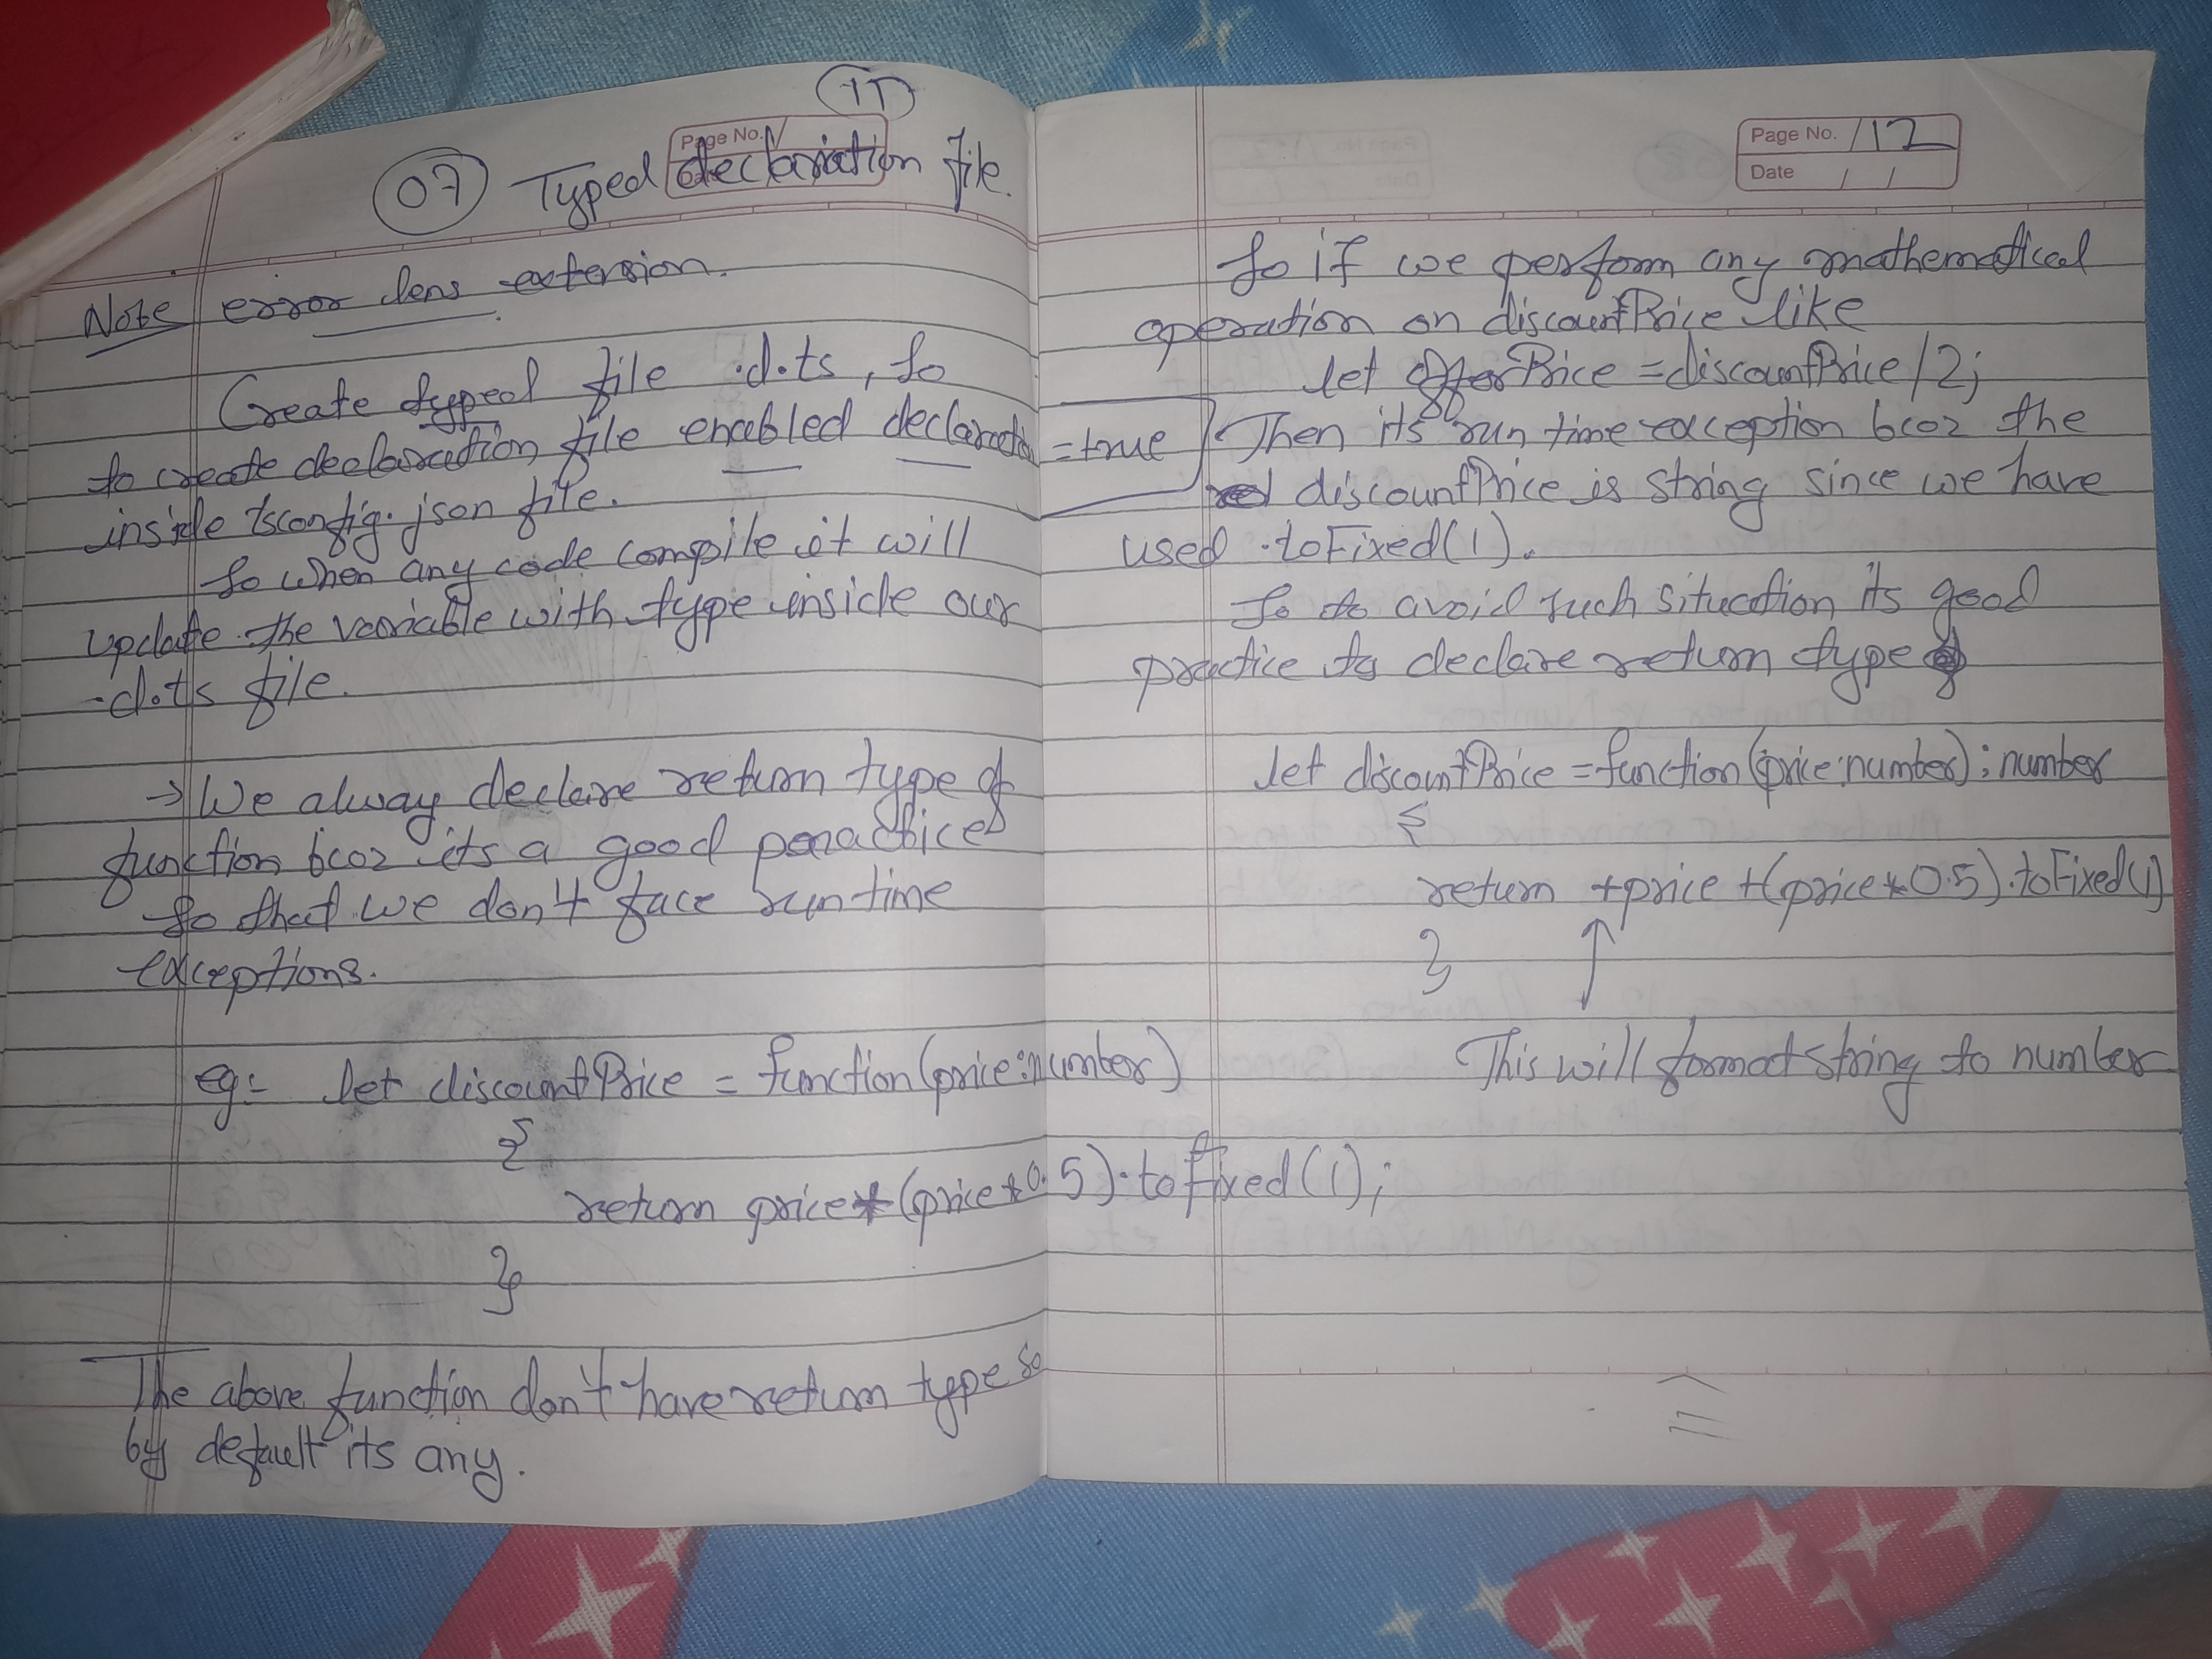 11
Page No. 1/
07 Typed declaration file.
Note error lens extension.
Create typed file .d.ts, So
to create declaration file enabled declaration = true
inside tsconfig.json file.
So when any code compile it will
update the variable with type inside our
.d.ts file.
→ We alway declare return type of
function bcoz its a good panactice
So that we don't face run time
exceptions.
eg:- let discountPrice = function(price:number)
{
return price+(price*0.5).toFixed(1);
}
The above function don't have return type so
by default its any.
Page No. /12
Date / /
So if we perform any mathematical
operation on discountPrice like
let offerPrice = discountPrice/2;
Then its run time exception bcoz the
discountPrice is string since we have
used .toFixed(1).
So to avoid such situation its good
practice to declare return type
let discountPrice = function(price:number):number
{
return +price+(price*0.5).toFixed(1)
}
This will format string to number